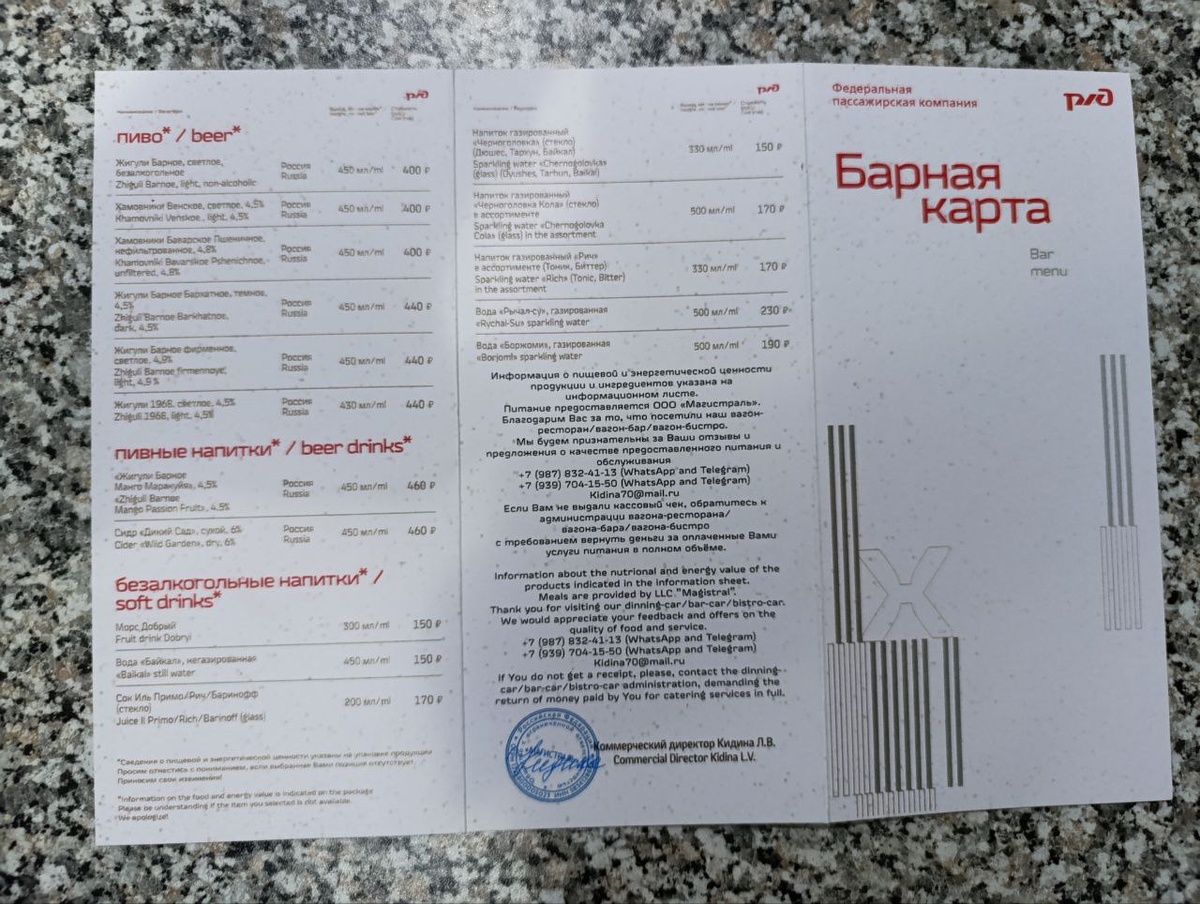 пиво* / beer*
Жигули Барное, светлое,
безалкогольное
Zhiguli Barnoe, light, non-alcoholic
Россия
Russia
450 мл/ml
400 ₽
Хамовники Венское, светлое, 4,5%
Khamovniki Venskoe, light, 4,5%
Россия
Russia
450 мл/ml
400 ₽
Хамовники Баварское Пшеничное,
нефильтрованное, 4,8%
Khamovniki Bavarskoe Pshenichnoe,
unfiltered, 4,8%
Россия
Russia
450 мл/ml
400 ₽
Жигули Барное Бархатное, темное,
4,5%
Zhiguli Barnoe Barkhatnoe,
dark, 4,5%
Россия
Russia
450 мл/ml
440 ₽
Жигули Барное фирменное,
светлое, 4,9%
Zhiguli Barnoe firmennoye,
light, 4,9 %
Россия
Russia
450 мл/ml
440 ₽
Жигули 1968, светлое, 4,5%
Zhiguli 1968, light, 4,5%
Россия
Russia
430 мл/ml
440 ₽
пивные напитки* / beer drinks*
«Жигули Барное
Манго Маракуйя», 4,5%
«Zhiguli Barnoe
Mango Passion Fruit», 4,5%
Россия
Russia
450 мл/ml
460 ₽
Сидр «Дикий Сад», сухой, 6%
Cider «Wild Garden», dry, 6%
Россия
Russia
450 мл/ml
460 ₽
безалкогольные напитки* /
soft drinks*
Морс Добрый
Fruit drink Dobryi
300 мл/ml
150 ₽
Вода «Байкал», негазированная
«Baikal» still water
450 мл/ml
150 ₽
Сок Иль Примо/Рич/Баринофф
(стекло)
Juice Il Primo/Rich/Barinoff (glass)
200 мл/ml
170 ₽
*Сведения о пищевой и энергетической ценности указаны на упаковке продукции
Просим отнестись с пониманием, если выбранная Вами позиция отсутствует.
Приносим свои извинения!
*Information on the food and energy value is indicated on the package
Please be understanding if the item you selected is not available.
We apologize!
Напиток газированный
«Черноголовка» (стекло)
(Дюшес, Тархун, Байкал)
Sparkling water «Chernogolovka»
(glass) (Dyushes, Tarhun, Baikal)
330 мл/ml
150 ₽
Напиток газированный
«Черноголовка Кола» (стекло)
в ассортименте
Sparkling water «Chernogolovka
Cola» (glass) in the assortment
500 мл/ml
170 ₽
Напиток газированный «Рич»
в ассортименте (Тоник, Биттер)
Sparkling water «Rich» (Tonic, Bitter)
in the assortment
330 мл/ml
170 ₽
Вода «Рычал-су», газированная
«Rychal-Su» sparkling water
500 мл/ml
230 ₽
Вода «Боржоми», газированная
«Borjomi» sparkling water
500 мл/ml
190 ₽
Информация о пищевой и энергетической ценности
продукции и ингредиентов указана на
информационном листе.
Питание предоставляется ООО «Магистраль».
Благодарим Вас за то, что посетили наш вагон-
ресторан/вагон-бар/вагон-бистро.
Мы будем признательны за Ваши отзывы и
предложения о качестве предоставленного питания и
обслуживания
+7 (987) 832-41-13 (WhatsApp and Telegram)
+7 (939) 704-15-50 (WhatsApp and Telegram)
Kidina70@mail.ru
Если Вам не выдали кассовый чек, обратитесь к
администрации вагона-ресторана/
вагона-бара/вагона-бистро
с требованием вернуть деньги за оплаченные Вами
услуги питания в полном объёме.
Information about the nutrional and energy value of the
products indicated in the information sheet.
Meals are provided by LLC "Magistral".
Thank you for visiting our dinning-car/bar-car/bistro-car.
We would appreciate your feedback and offers on the
quality of food and service.
+7 (987) 832-41-13 (WhatsApp and Telegram)
+7 (939) 704-15-50 (WhatsApp and Telegram)
Kidina70@mail.ru
If You do not get a receipt, please, contact the dinning-
car/bar-car/bistro-car administration, demanding the
return of money paid by You for catering services in full.
Коммерческий директор Кидина Л.В.
Commercial Director Kidina L.V.
Федеральная
пассажирская компания
ржд
Барная
карта
Bar
menu